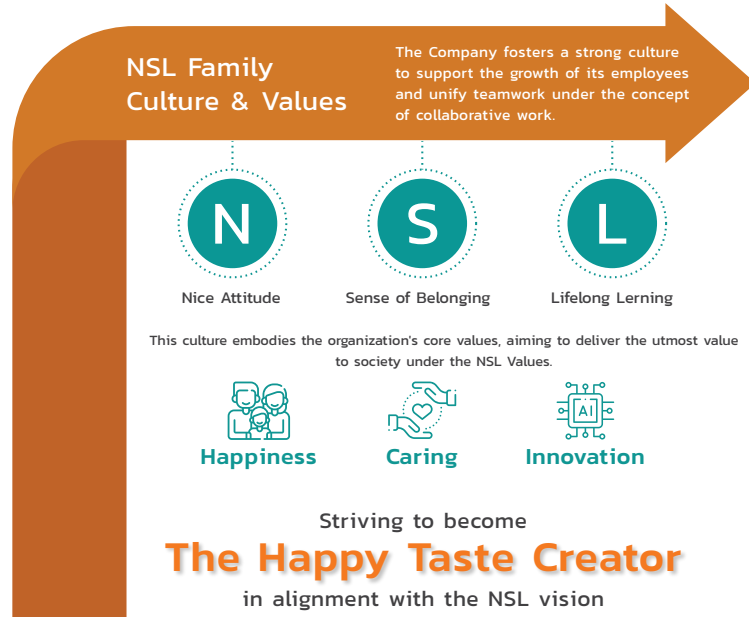 NSL Family
Culture & Values
The Company fosters a strong culture
to support the growth of its employees
and unify teamwork under the concept
of collaborative work.
N
S
L
Nice Attitude
Sense of Belonging
Lifelong Lerning
This culture embodies the organization's core values, aiming to deliver the utmost value
to society under the NSL Values.
AI
Happiness
Caring
Innovation
Striving to become
The Happy Taste Creator
in alignment with the NSL vision